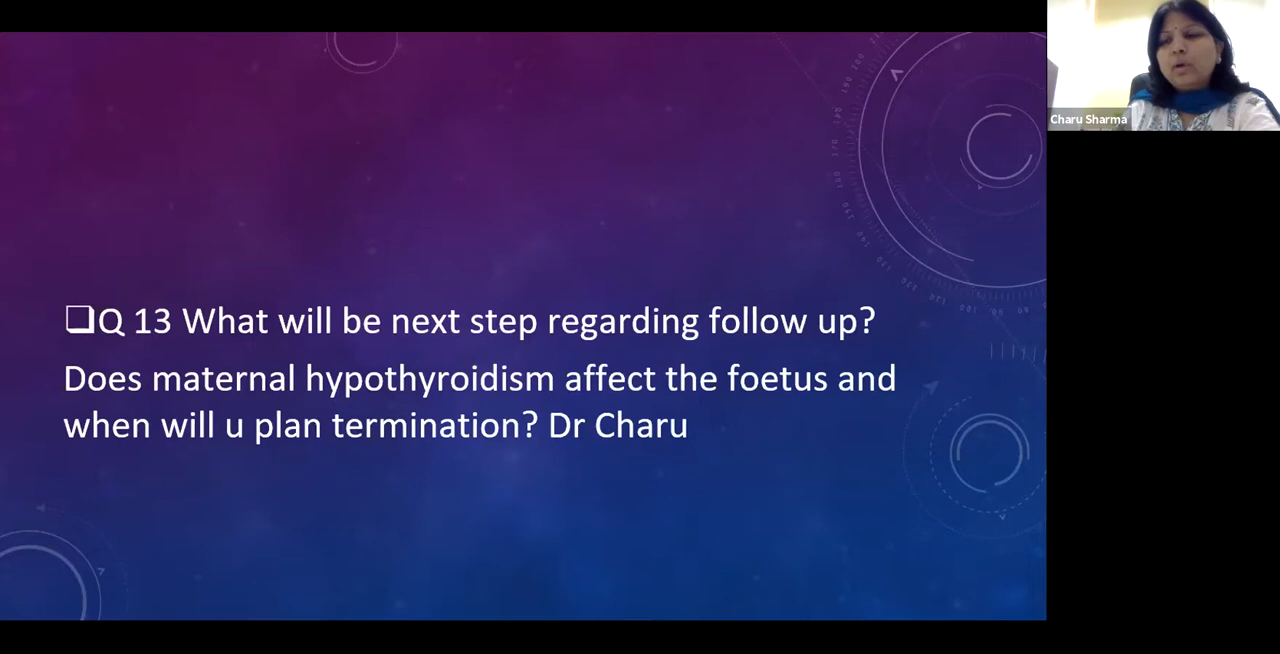 ❑Q 13 What will be next step regarding follow up?
Does maternal hypothyroidism affect the foetus and
when will u plan termination? Dr Charu
Charu Sharma